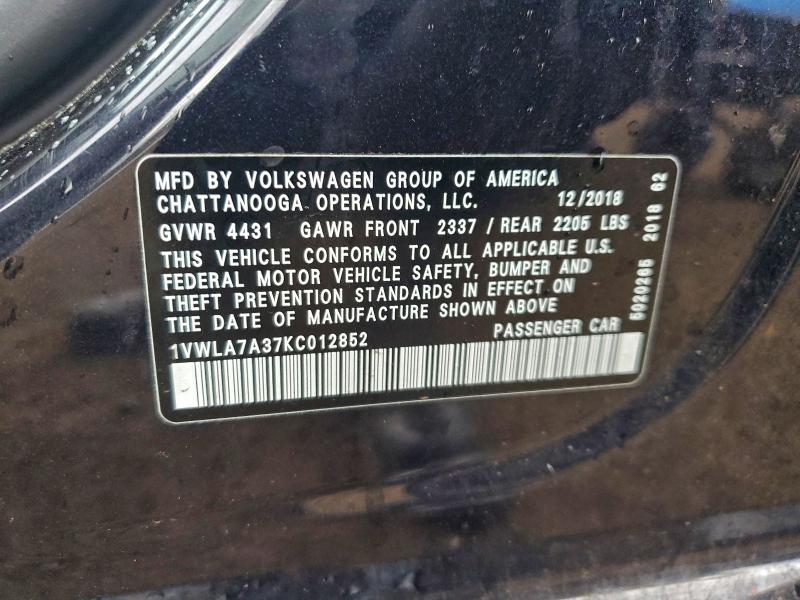 MFD BY VOLKSWAGEN GROUP OF AMERICA
CHATTANOOGA OPERATIONS, LLC. 12/2018
GVWR 4431 GAWR FRONT 2337 / REAR 2205 LBS
THIS VEHICLE CONFORMS TO ALL APPLICABLE U.S.
FEDERAL MOTOR VEHICLE SAFETY, BUMPER AND
THEFT PREVENTION STANDARDS IN EFFECT ON
THE DATE OF MANUFACTURE SHOWN ABOVE
1VWLA7A37KC012852 PASSENGER CAR
6020265 2018 62